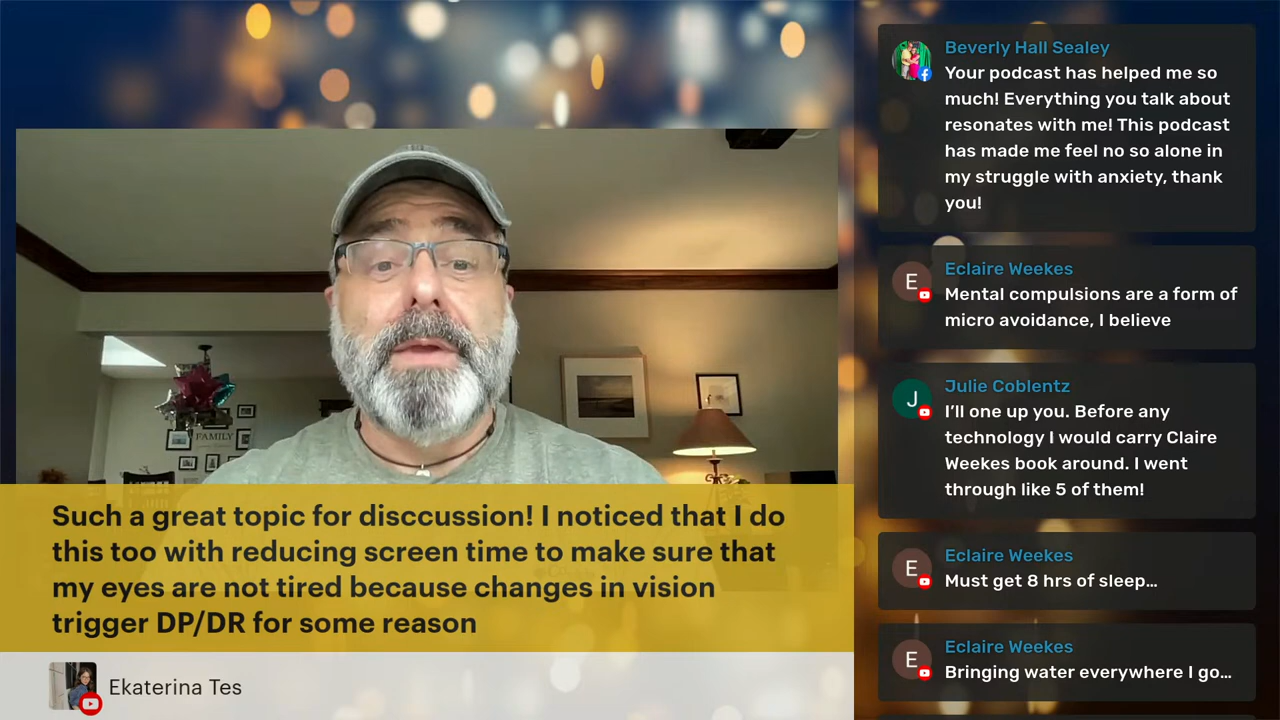 FAMILY
Such a great topic for disccussion! I noticed that I do
this too with reducing screen time to make sure that
my eyes are not tired because changes in vision
trigger DP/DR for some reason
Ekaterina Tes
Beverly Hall Sealey
Your podcast has helped me so
much! Everything you talk about
resonates with me! This podcast
has made me feel no so alone in
my struggle with anxiety, thank
you!
E
Eclaire Weekes
Mental compulsions are a form of
micro avoidance, I believe
J
Julie Coblentz
I’ll one up you. Before any
technology I would carry Claire
Weekes book around. I went
through like 5 of them!
E
Eclaire Weekes
Must get 8 hrs of sleep…
E
Eclaire Weekes
Bringing water everywhere I go…